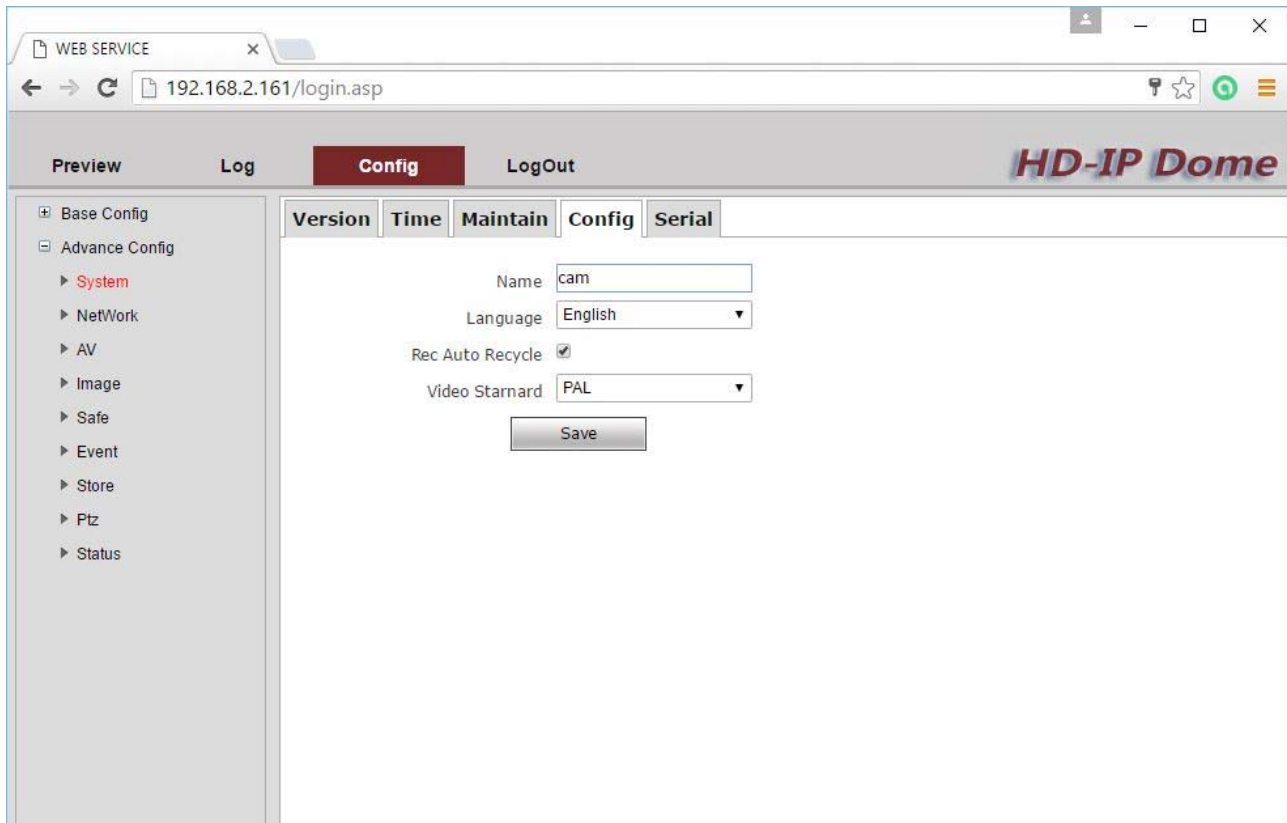 WEB SERVICE
192.168.2.161/login.asp
Preview Log Config LogOut HD-IP Dome
Base Config
Advance Config
System
NetWork
AV
Image
Safe
Event
Store
Ptz
Status
Version Time Maintain Config Serial
Name cam
Language English
Rec Auto Recycle
Video Starnard PAL
Save